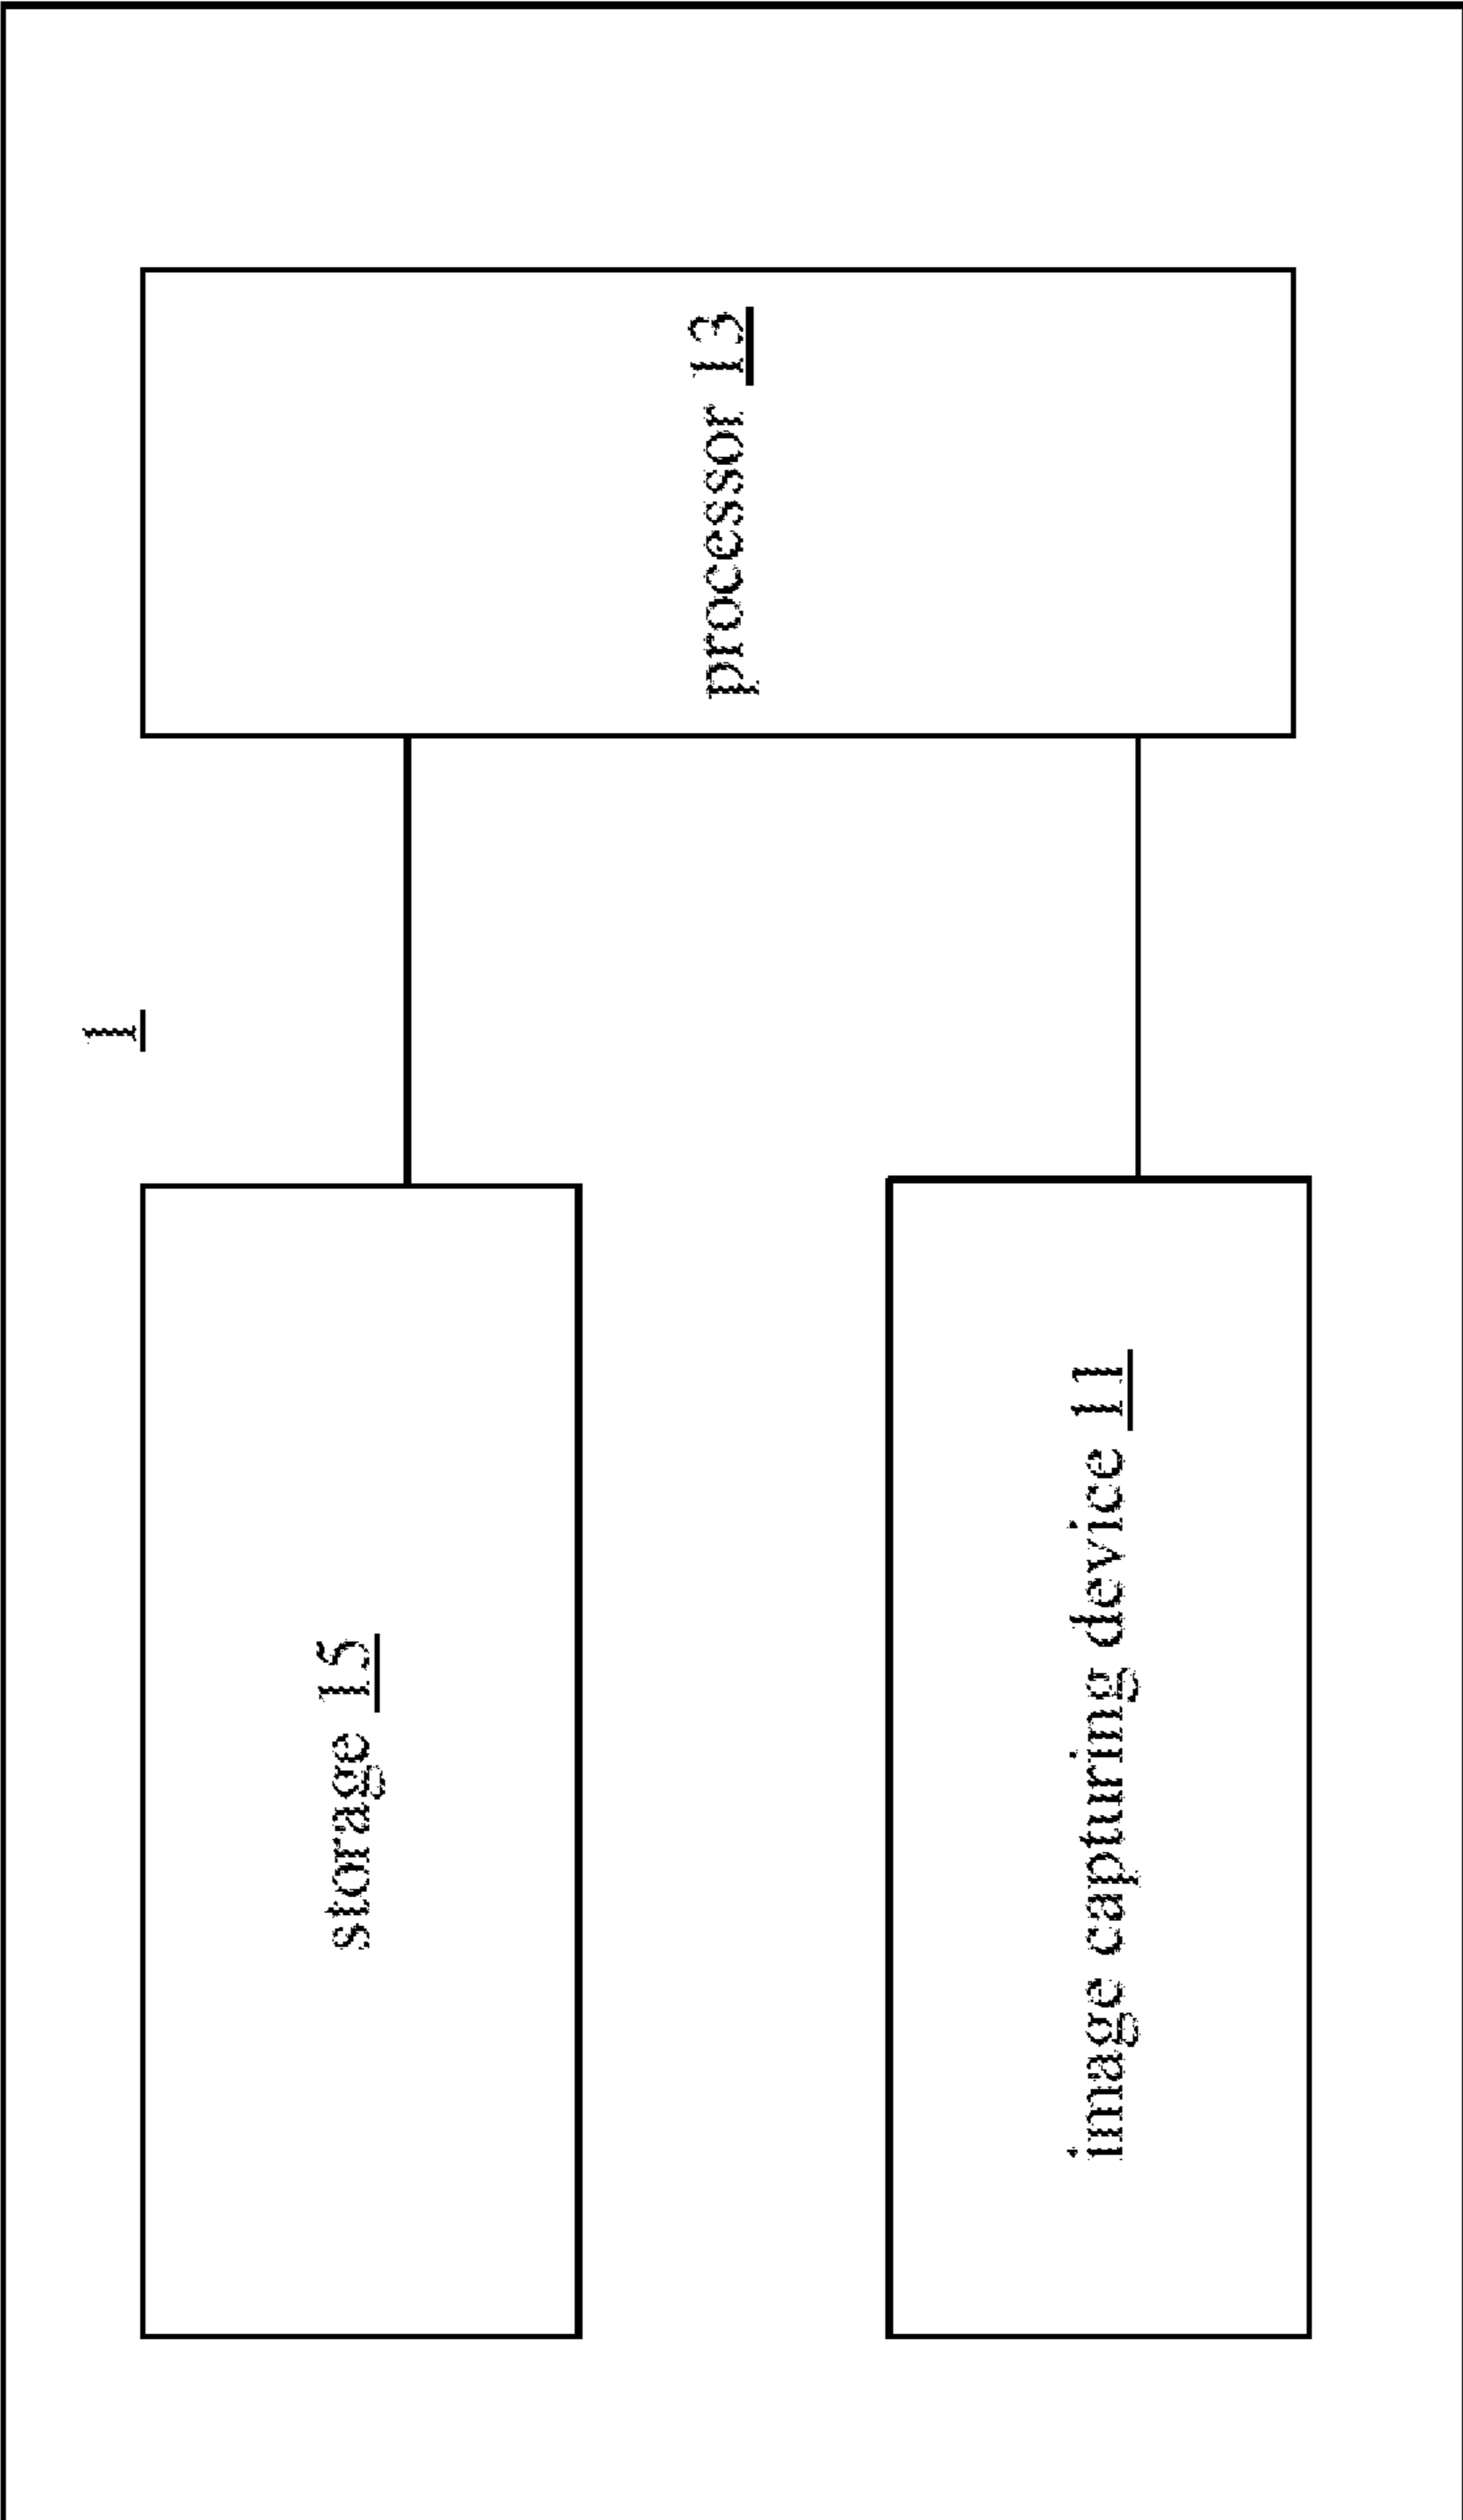 1
storage 15
processor 13
image capturing device 11